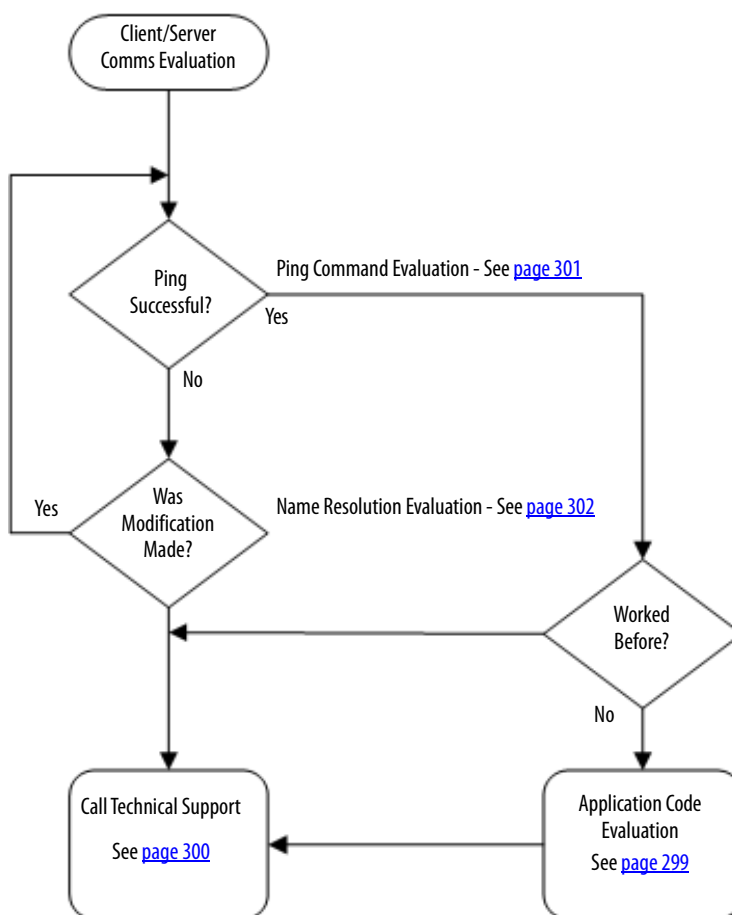 Client/Server
Comms Evaluation
Ping
Successful?
Ping Command Evaluation - See page 301
Yes
No
Was
Modification
Made?
Yes
Name Resolution Evaluation - See page 302
Worked
Before?
No
Call Technical Support
See page 300
Application Code
Evaluation
See page 299